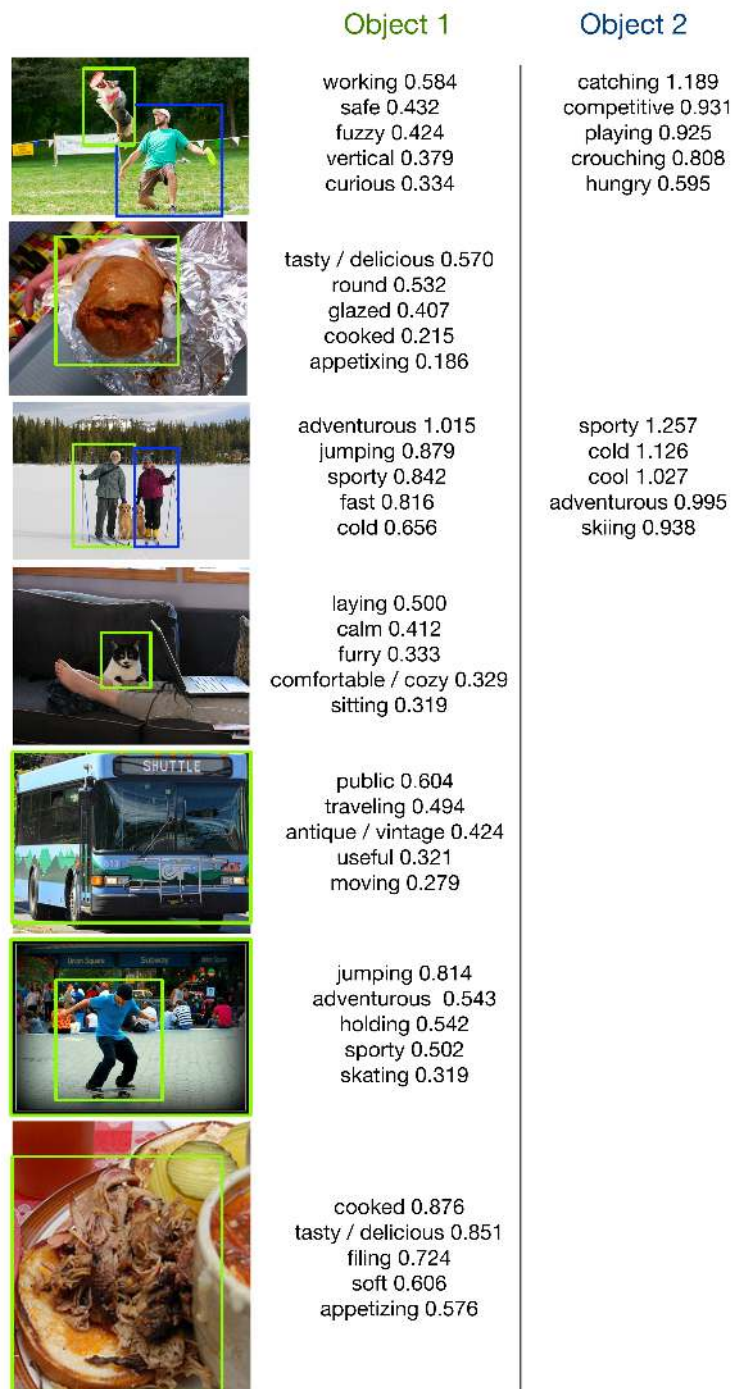 Object 1
Object 2
working 0.584
safe 0.432
fuzzy 0.424
vertical 0.379
curious 0.334
catching 1.189
competitive 0.931
playing 0.925
crouching 0.808
hungry 0.595
tasty / delicious 0.570
round 0.532
glazed 0.407
cooked 0.215
appetixing 0.186
adventurous 1.015
jumping 0.879
sporty 0.842
fast 0.816
cold 0.656
sporty 1.257
cold 1.126
cool 1.027
adventurous 0.995
skiing 0.938
laying 0.500
calm 0.412
furry 0.333
comfortable / cozy 0.329
sitting 0.319
SHUTTLE
public 0.604
traveling 0.494
antique / vintage 0.424
useful 0.321
moving 0.279
Subway
jumping 0.814
adventurous 0.543
holding 0.542
sporty 0.502
skating 0.319
cooked 0.876
tasty / delicious 0.851
filing 0.724
soft 0.606
appetizing 0.576